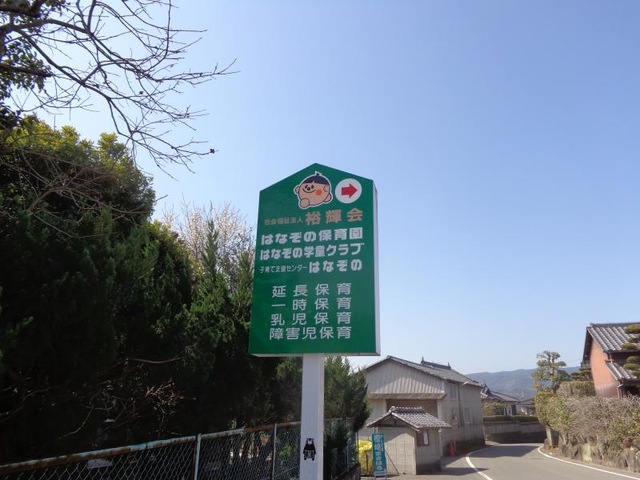 社会福祉法人 裕輝会
はなぞの保育園
はなぞの学童クラブ
子育て支援センター はなぞの
延長保育
一時保育
乳児保育
障害児保育